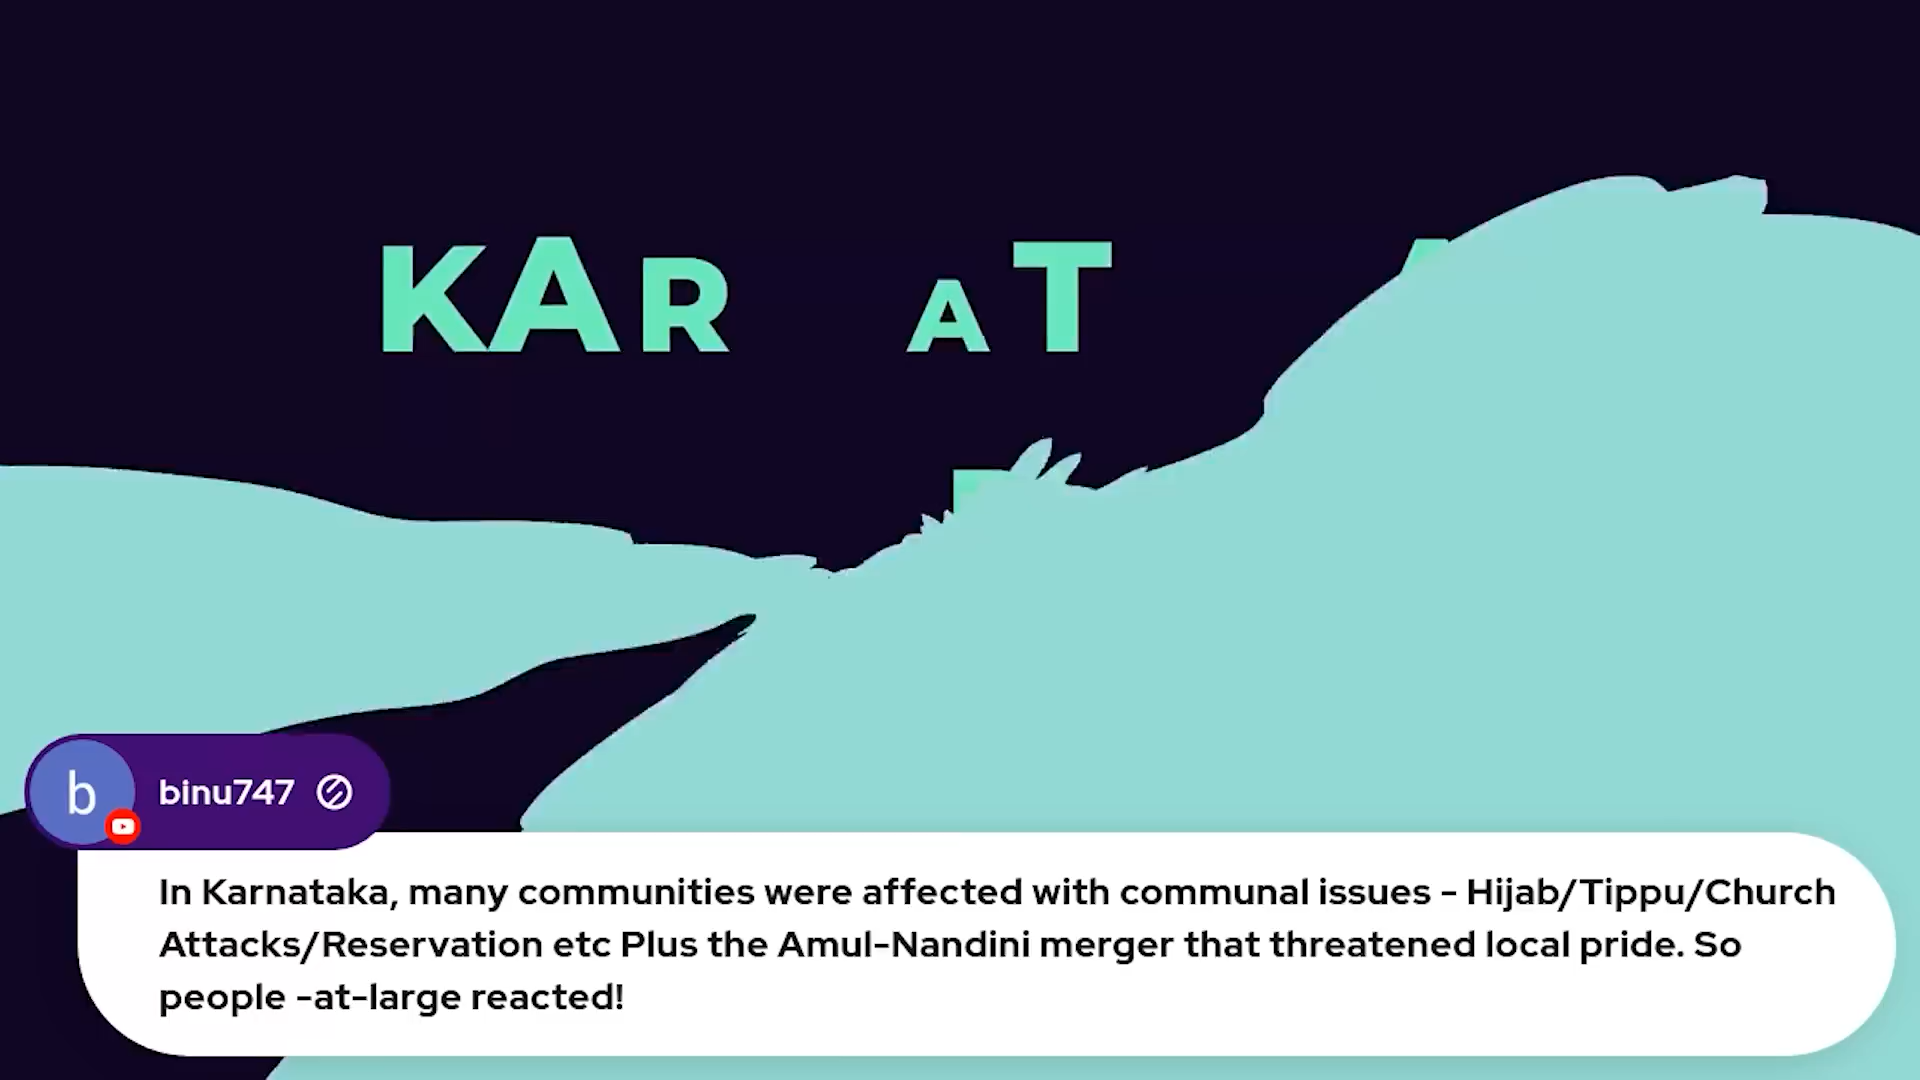 KAR AT
b
binu747
In Karnataka, many communities were affected with communal issues - Hijab/Tippu/Church
Attacks/Reservation etc Plus the Amul-Nandini merger that threatened local pride. So
people -at-large reacted!